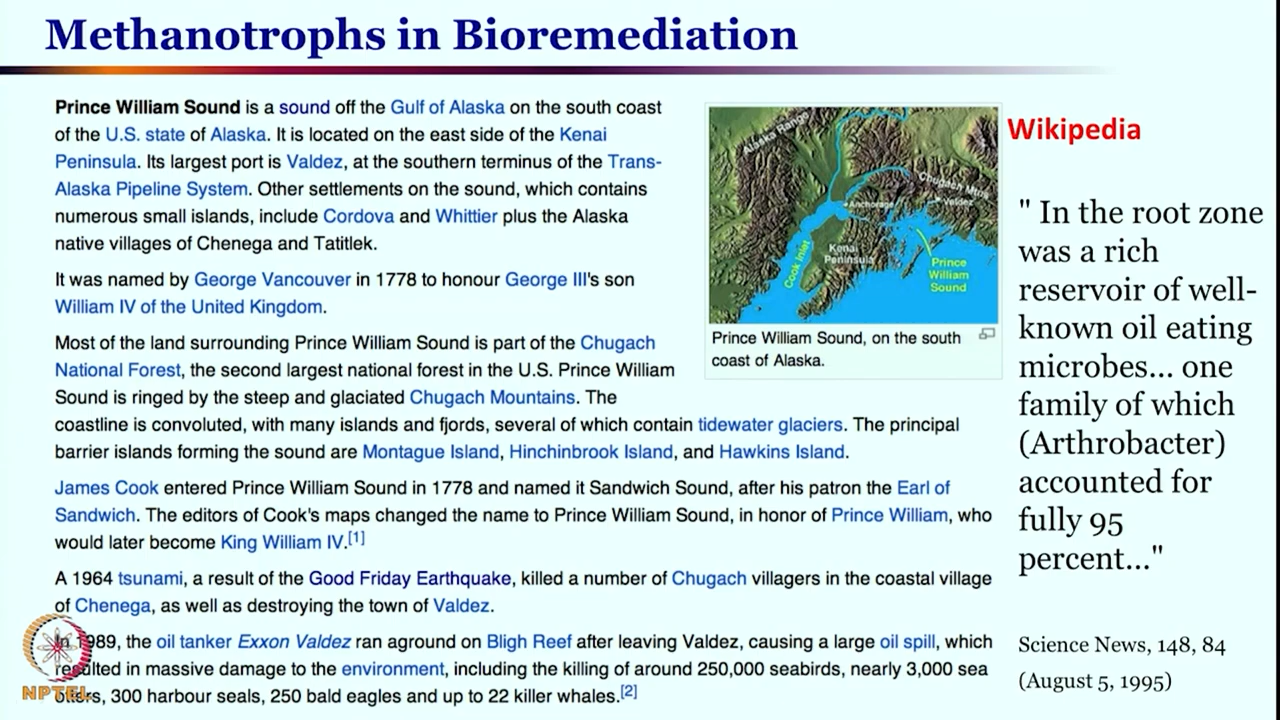 Methanotrophs in Bioremediation
Prince William Sound is a sound off the Gulf of Alaska on the south coast
of the U.S. state of Alaska. It is located on the east side of the Kenai
Peninsula. Its largest port is Valdez, at the southern terminus of the Trans-
Alaska Pipeline System. Other settlements on the sound, which contains
numerous small islands, include Cordova and Whittier plus the Alaska
native villages of Chenega and Tatitlek.
It was named by George Vancouver in 1778 to honour George III's son
William IV of the United Kingdom.
Most of the land surrounding Prince William Sound is part of the Chugach
National Forest, the second largest national forest in the U.S. Prince William
Sound is ringed by the steep and glaciated Chugach Mountains. The
coastline is convoluted, with many islands and fjords, several of which contain tidewater glaciers. The principal
barrier islands forming the sound are Montague Island, Hinchinbrook Island, and Hawkins Island.
James Cook entered Prince William Sound in 1778 and named it Sandwich Sound, after his patron the Earl of
Sandwich. The editors of Cook's maps changed the name to Prince William Sound, in honor of Prince William, who
would later become King William IV.[1]
A 1964 tsunami, a result of the Good Friday Earthquake, killed a number of Chugach villagers in the coastal village
of Chenega, as well as destroying the town of Valdez.
In 1989, the oil tanker Exxon Valdez ran aground on Bligh Reef after leaving Valdez, causing a large oil spill, which
resulted in massive damage to the environment, including the killing of around 250,000 seabirds, nearly 3,000 sea
otters, 300 harbour seals, 250 bald eagles and up to 22 killer whales.[2]
Alaska Range
Chugach Mtns
Valdez
Anchorage
Kenai
Peninsula
Cook Inlet
Prince
William
Sound
Prince William Sound, on the south
coast of Alaska.
Wikipedia
" In the root zone
was a rich
reservoir of well-
known oil eating
microbes... one
family of which
(Arthrobacter)
accounted for
fully 95
percent..."
Science News, 148, 84
(August 5, 1995)
NPTEL